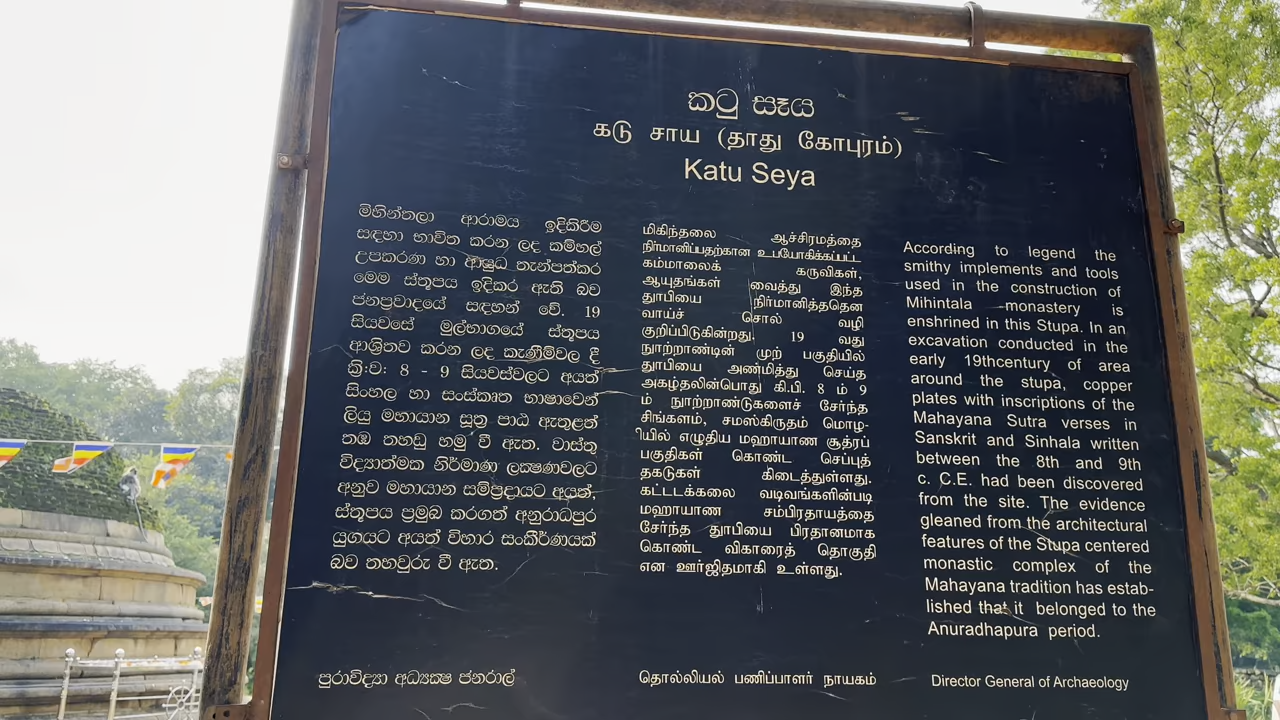 කටු සෑය
கடு சாய (தாது கோபுரம்)
Katu Seya
මිහින්තලා ආරාමය ඉදිකිරීම
සඳහා භාවිත කරන ලද කම්හල්
උපකරණ හා ආයුධ තැන්පත්කර
මෙම ස්තූපය ඉදිකර ඇති බව
ජනප්‍රවාදයේ සඳහන් වේ. 19
සියවසේ මුල්භාගයේ ස්තූපය
ආශ්‍රිතව කරන ලද කැණීම්වල දී
ක්‍රි:ව: 8 - 9 සියවස්වලට අයත්
සිංහල හා සංස්කෘත භාෂාවෙන්
ලියූ මහායාන සූත්‍ර පාඨ ඇතුළත්
තඹ තහඩු හමු වී ඇත. වාස්තු
විද්‍යාත්මක නිර්මාණ ලක්‍ෂණවලට
අනුව මහායාන සම්ප්‍රදායට අයත්,
ස්තූපය ප්‍රමුඛ කරගත් අනුරාධපුර
යුගයට අයත් විහාර සංකීර්ණයක්
බව තහවුරු වී ඇත.
පුරාවිද්‍යා අධ්‍යක්‍ෂ ජනරාල්
மிகிந்தலை ஆச்சிரமத்தை
நிர்மானிப்பதற்கான உபயோகிக்கப்பட்ட
கம்மாலைக் கருவிகள்,
ஆயுதங்கள் வைத்து இந்த
தூபியை நிர்மானித்ததென
வாய்ச் சொல் வழி
குறிப்பிடுகின்றது. 19 வது
நூற்றாண்டின் முற் பகுதியில்
தூபியை அண்மித்து செய்த
அகழ்தலின்பொது கி.பி. 8 ம் 9
ம் நூற்றாண்டுகளைச் சேர்ந்த
சிங்களம், சமஸ்கிருதம் மொழ-
ியில் எழுதிய மஹாயாண சூத்ரப்
பகுதிகள் கொண்ட செப்புத்
தகடுகள் கிடைத்துள்ளது.
கட்டடக்கலை வடிவங்களின்படி
மஹாயாண சம்பிரதாயத்தை
சேர்ந்த தூபியை பிரதானமாக
கொண்ட விகாரைத் தொகுதி
என ஊர்ஜிதமாகி உள்ளது.
தொல்லியல் பணிப்பாளர் நாயகம்
According to legend the
smithy implements and tools
used in the construction of
Mihintala monastery is
enshrined in this Stupa. In an
excavation conducted in the
early 19thcentury of area
around the stupa, copper
plates with inscriptions of the
Mahayana Sutra verses in
Sanskrit and Sinhala written
between the 8th and 9th
c. C.E. had been discovered
from the site. The evidence
gleaned from the architectural
features of the Stupa centered
monastic complex of the
Mahayana tradition has estab-
lished that it belonged to the
Anuradhapura period.
Director General of Archaeology